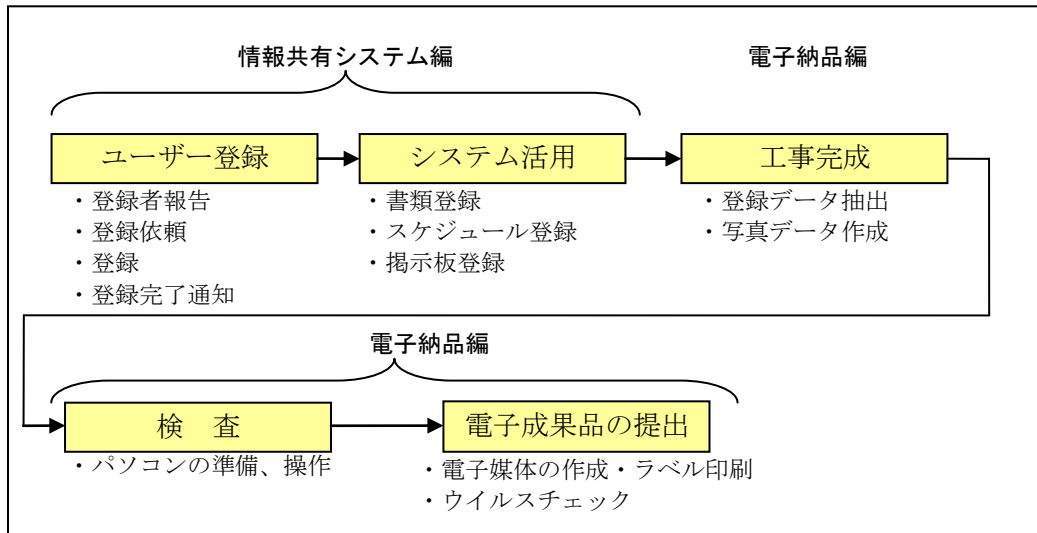 情報共有システム編
電子納品編
ユーザー登録
システム活用
工事完成
・登録者報告
・登録依頼
・登録
・登録完了通知
・書類登録
・スケジュール登録
・掲示板登録
・登録データ抽出
・写真データ作成
電子納品編
検　査
電子成果品の提出
・パソコンの準備、操作
・電子媒体の作成・ラベル印刷
・ウイルスチェック